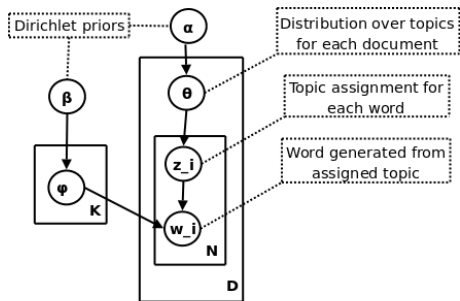 Dirichlet priors
α
Distribution over topics
for each document
β
θ
Topic assignment for
each word
z_i
Word generated from
assigned topic
φ
K
w_i
N
D